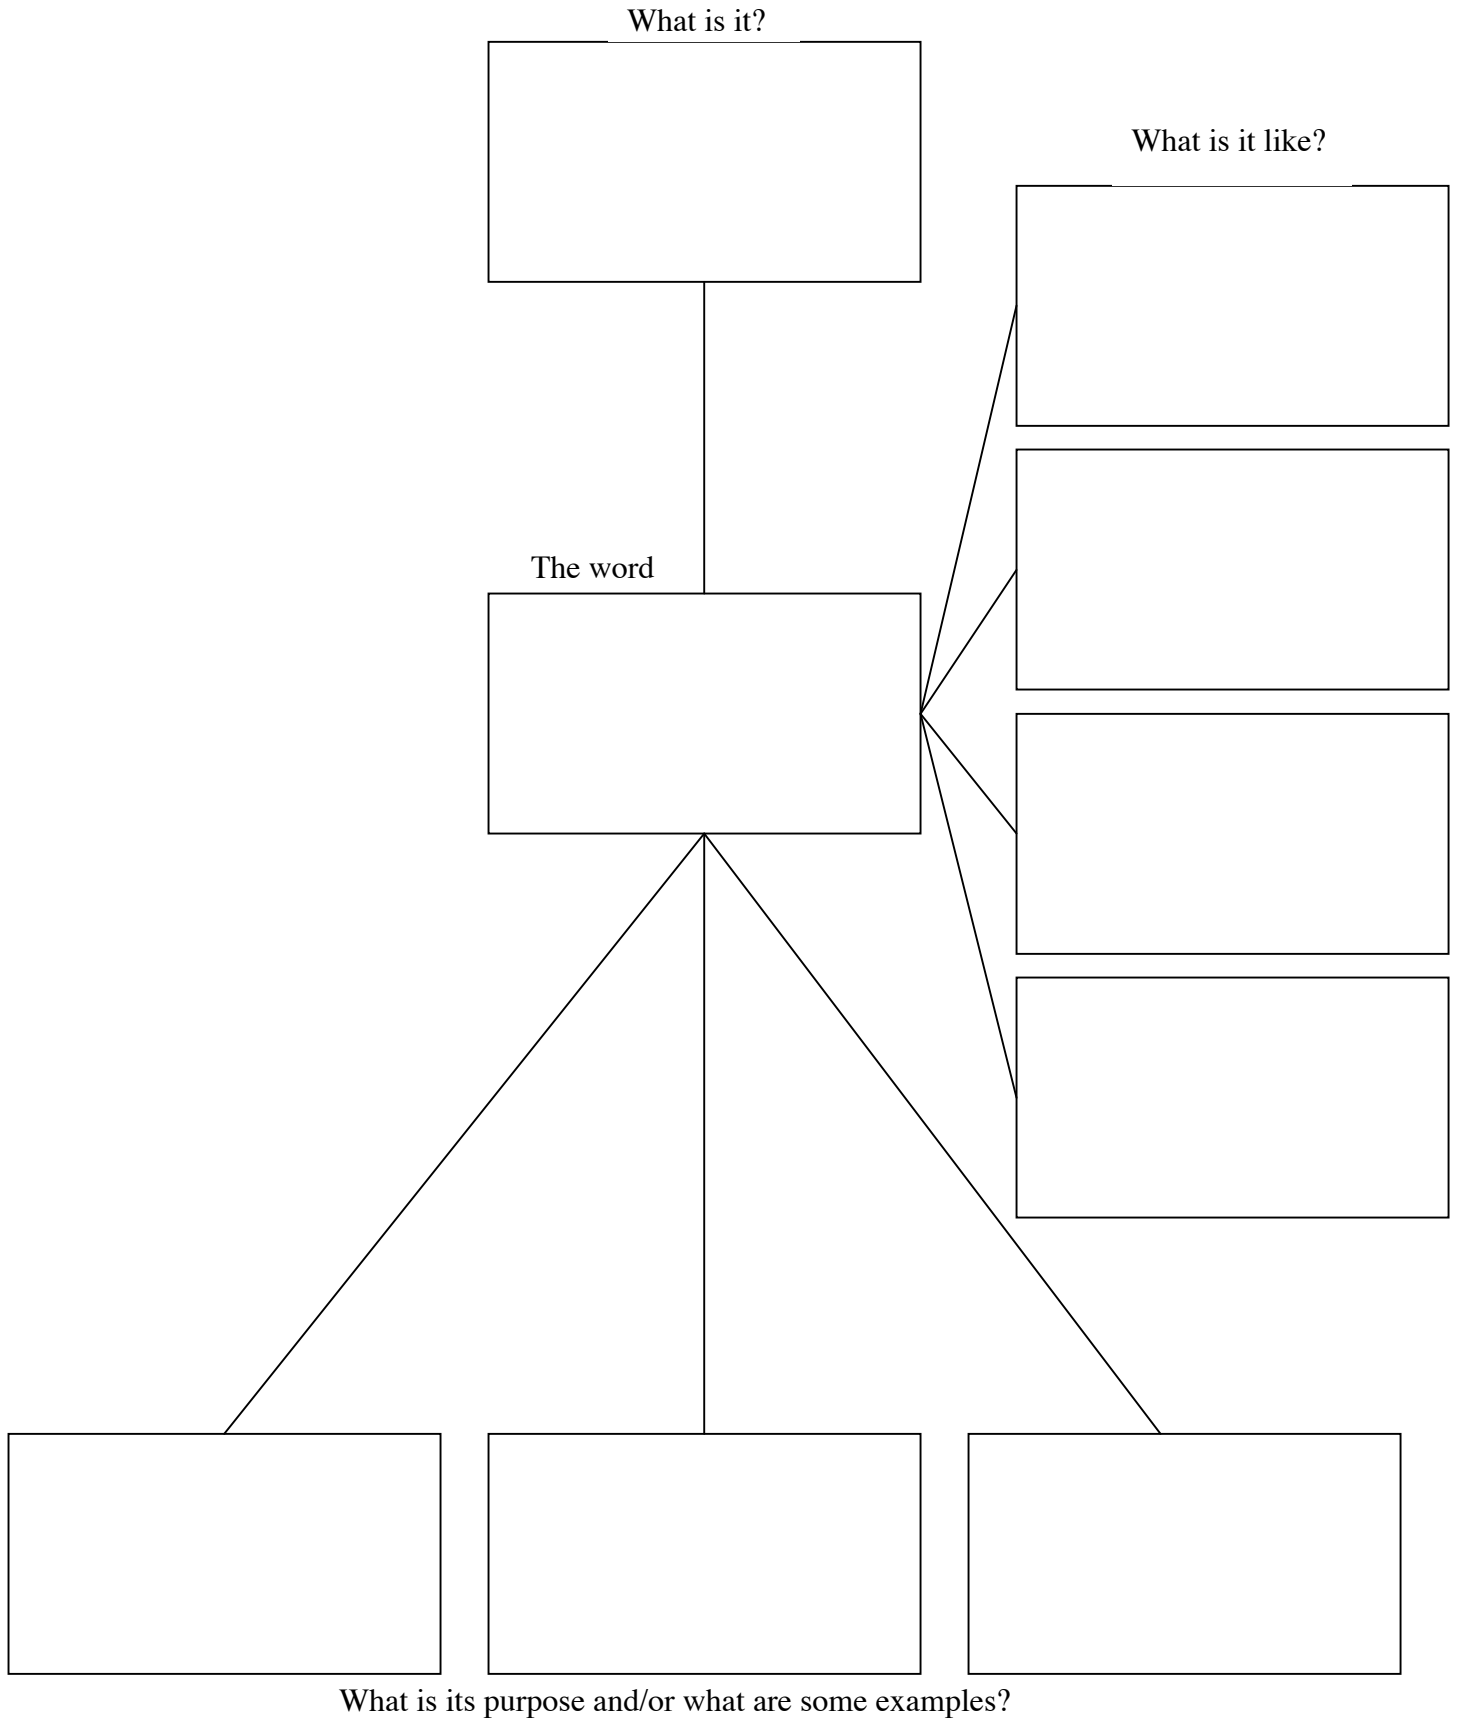 What is it?
What is it like?
The word
What is its purpose and/or what are some examples?